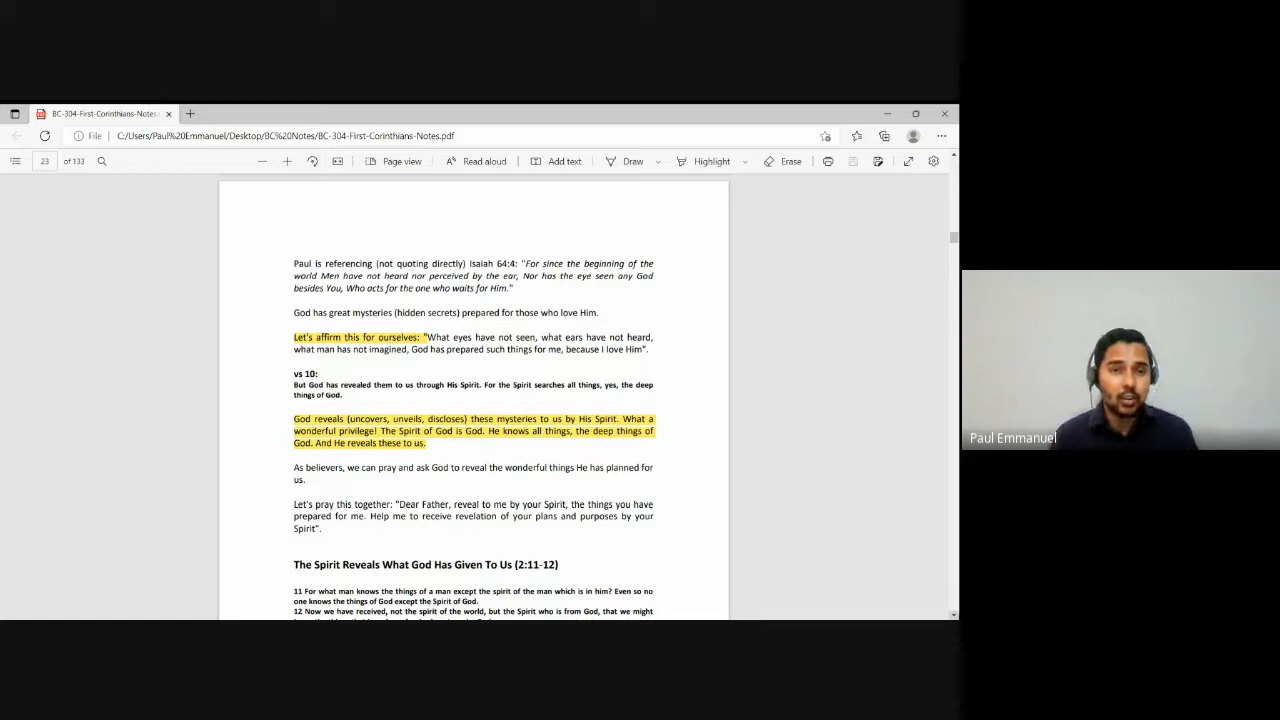 BC-304-First-Corinthians-Notes
File
C:/Users/Paul%20Emmanuel/Desktop/BC%20Notes/BC-304-First-Corinthians-Notes.pdf
23 of 133
Page view
Read aloud
Add text
Draw
Highlight
Erase
Paul is referencing (not quoting directly) Isaiah 64:4: "For since the beginning of the
world Men have not heard nor perceived by the ear, Nor has the eye seen any God
besides You, Who acts for the one who waits for Him."
God has great mysteries (hidden secrets) prepared for those who love Him.
Let's affirm this for ourselves: "What eyes have not seen, what ears have not heard,
what man has not imagined, God has prepared such things for me, because I love Him".
vs 10:
But God has revealed them to us through His Spirit. For the Spirit searches all things, yes, the deep
things of God.
God reveals (uncovers, unveils, discloses) these mysteries to us by His Spirit. What a
wonderful privilege! The Spirit of God is God. He knows all things, the deep things of
God. And He reveals these to us.
As believers, we can pray and ask God to reveal the wonderful things He has planned for
us.
Let's pray this together: "Dear Father, reveal to me by your Spirit, the things you have
prepared for me. Help me to receive revelation of your plans and purposes by your
Spirit".
The Spirit Reveals What God Has Given To Us (2:11-12)
11 For what man knows the things of a man except the spirit of the man which is in him? Even so no
one knows the things of God except the Spirit of God.
12 Now we have received, not the spirit of the world, but the Spirit who is from God, that we might
Paul Emmanuel